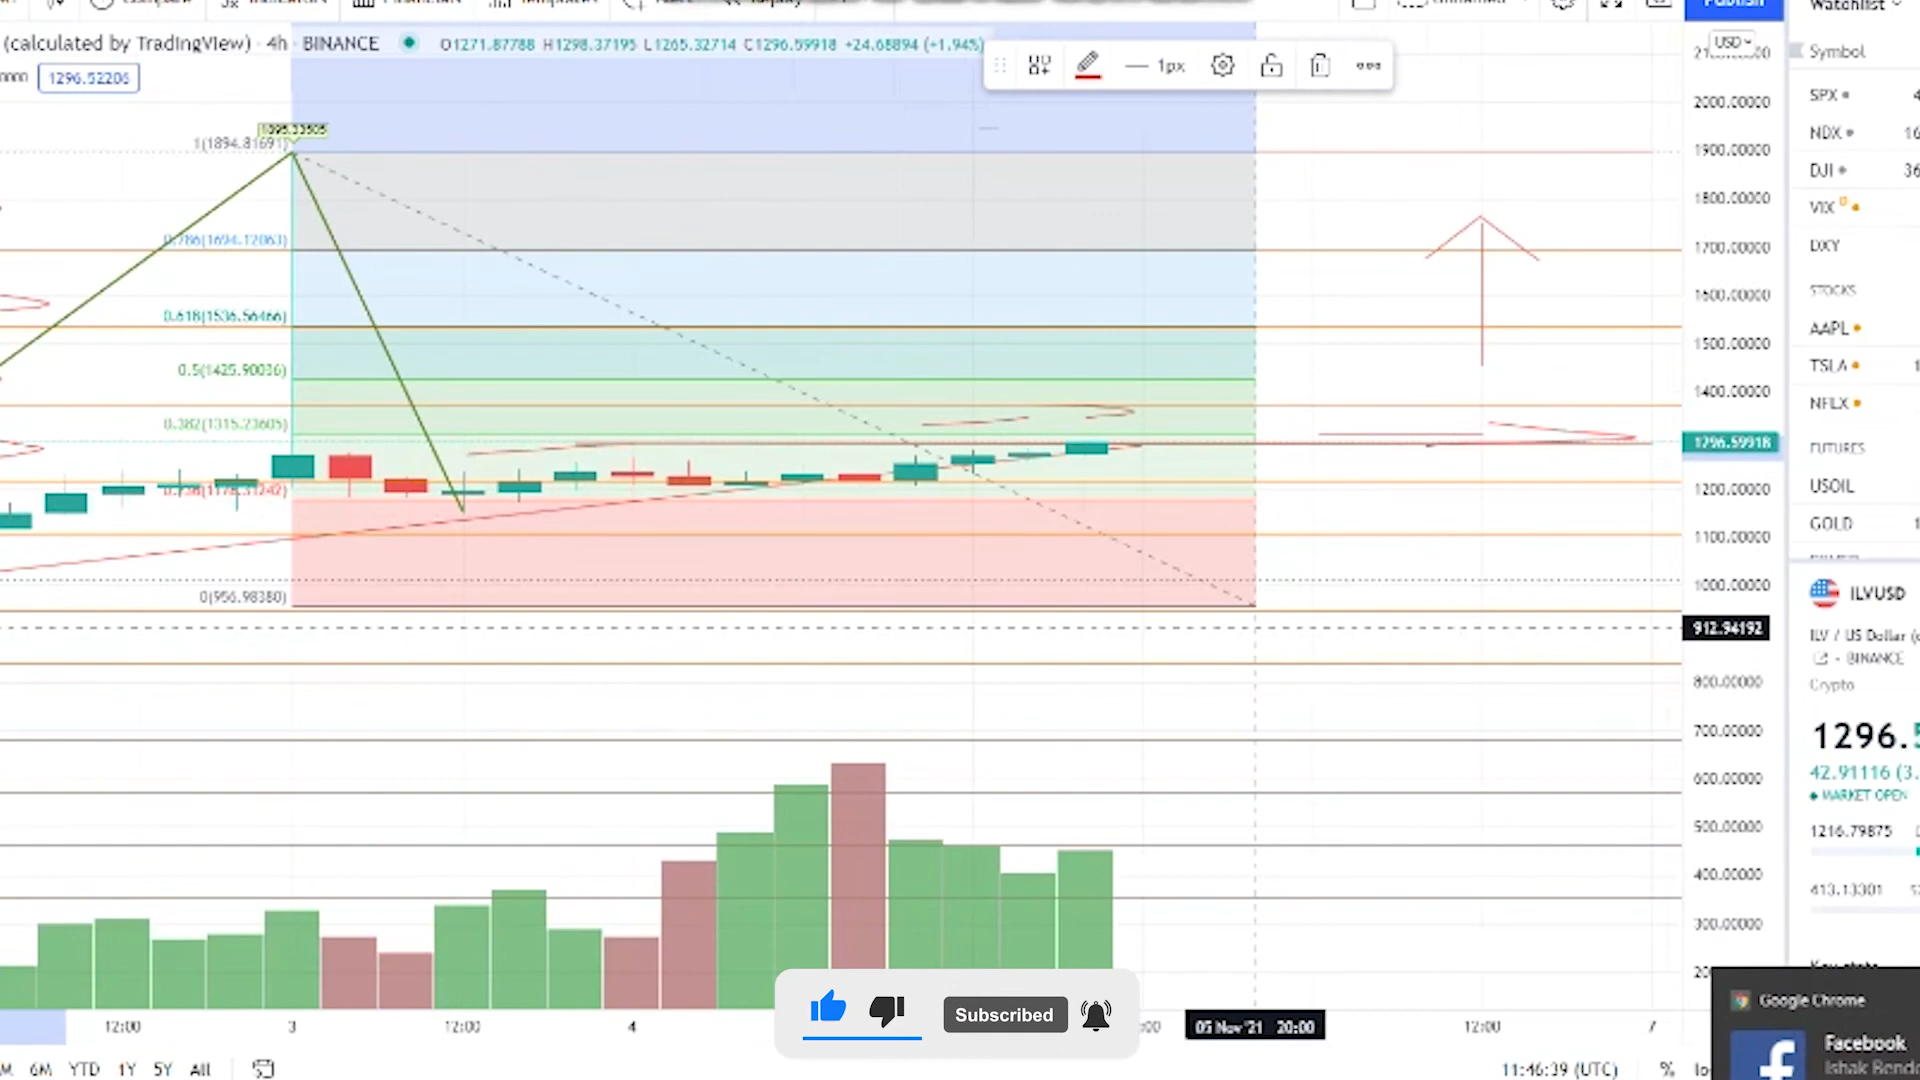 Publish
Watchlist
(calculated by TradingView) · 4h · BINANCE O1271.87788 H1298.37195 L1265.32714 C1296.59918 +24.68894 (+1.94%)
USD
Symbol
1296.52206
1px
SPX
2000.00000
NDX
1(1894.81691)
1900.00000
DJI
1800.00000
VIX
0.786(1694.12063)
1700.00000
DXY
1600.00000
STOCKS
0.618(1536.56466)
AAPL
1500.00000
0.5(1425.90036)
TSLA
1400.00000
NFLX
0.382(1315.23605)
1296.59918
FUTURES
1200.00000
USOIL
GOLD
1100.00000
1000.00000
0(956.98380)
ILVUSD
912.94192
ILV / US Dollar
BINANCE
800.00000
Crypto
700.00000
1296.
600.00000
42.91116 (3.
MARKET OPEN
500.00000
1216.79875
400.00000
413.13301
300.00000
Google Chrome
Subscribed
12:00
3
12:00
4
05 Nov '21 20:00
12:00
7
Facebook
6M YTD 1Y 5Y All
11:46:39 (UTC)
%
Ishak